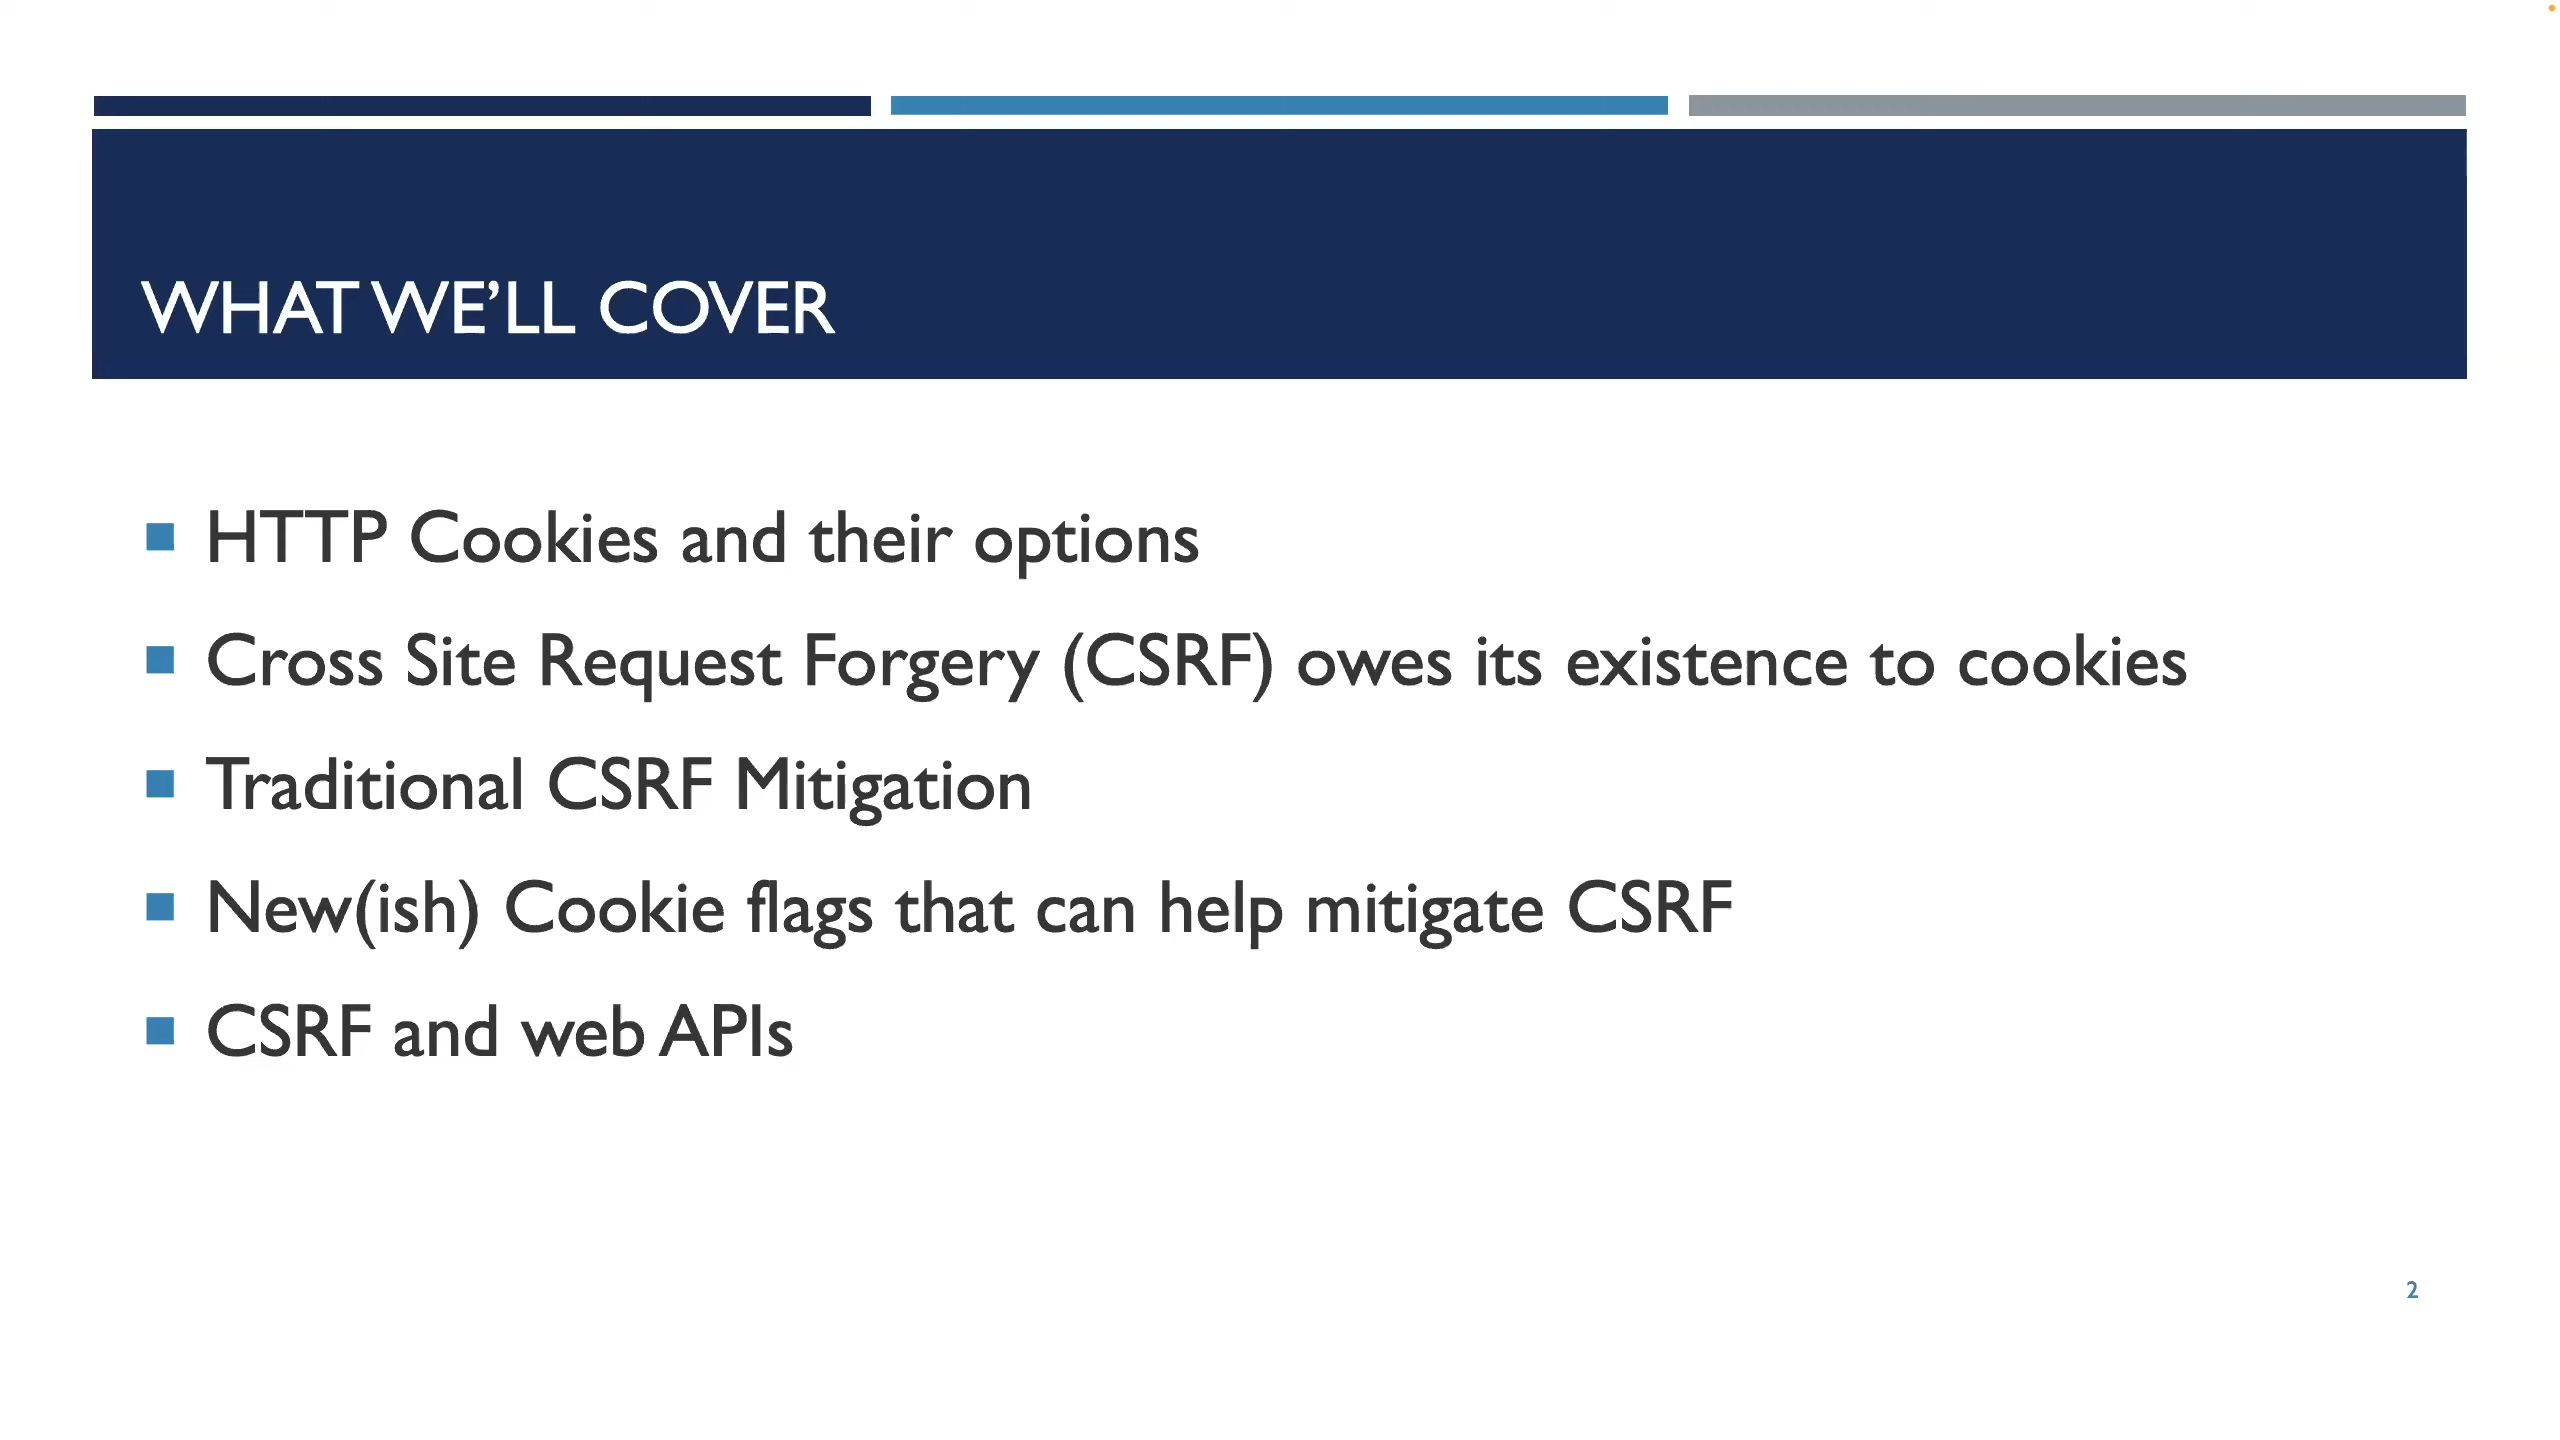 WHAT WE’LL COVER
HTTP Cookies and their options
Cross Site Request Forgery (CSRF) owes its existence to cookies
Traditional CSRF Mitigation
New(ish) Cookie flags that can help mitigate CSRF
CSRF and web APIs
2